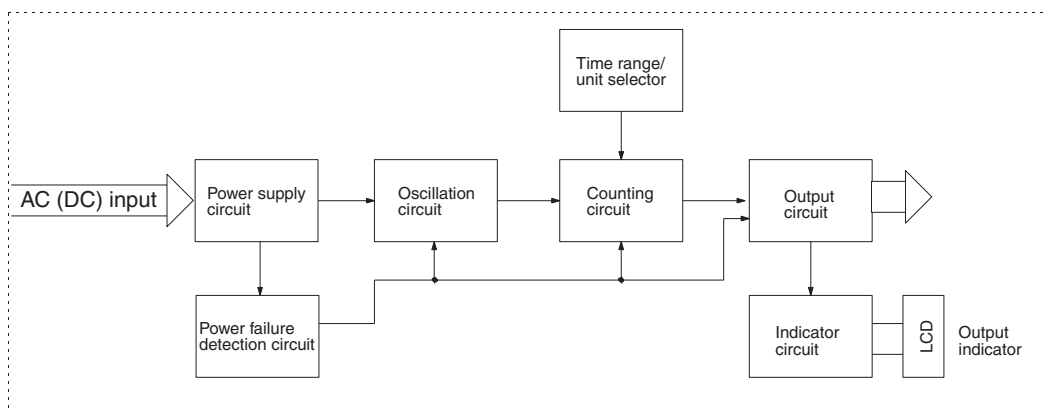 Time range/
unit selector
AC (DC) input
Power supply
circuit
Oscillation
circuit
Counting
circuit
Output
circuit
Power failure
detection circuit
Indicator
circuit
LCD
Output
indicator